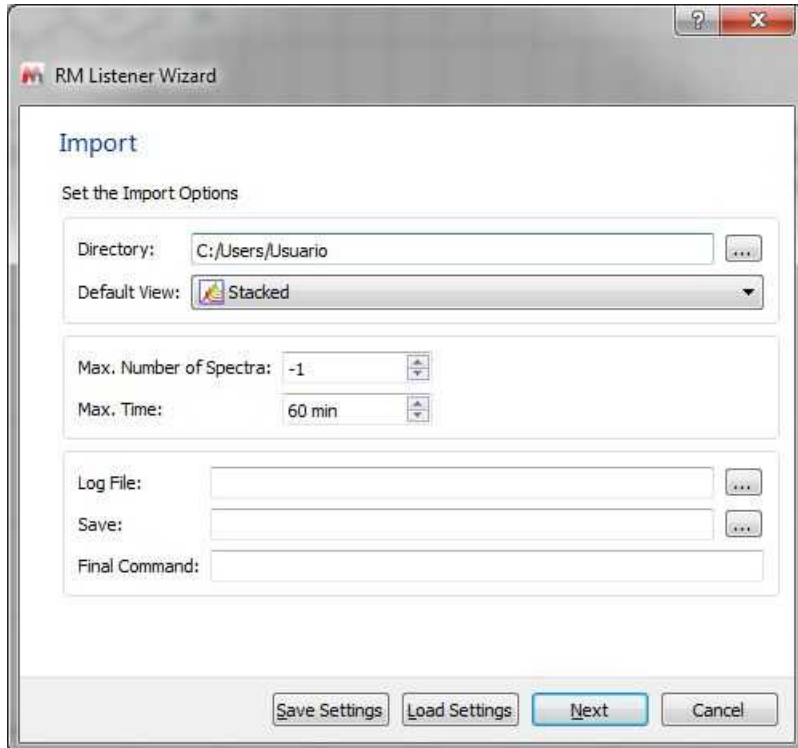 RM Listener Wizard
Import
Set the Import Options
Directory: C:/Users/Usuario ...
Default View: Stacked
Max. Number of Spectra: -1
Max. Time: 60 min
Log File: ...
Save: ...
Final Command:
Save Settings Load Settings Next Cancel